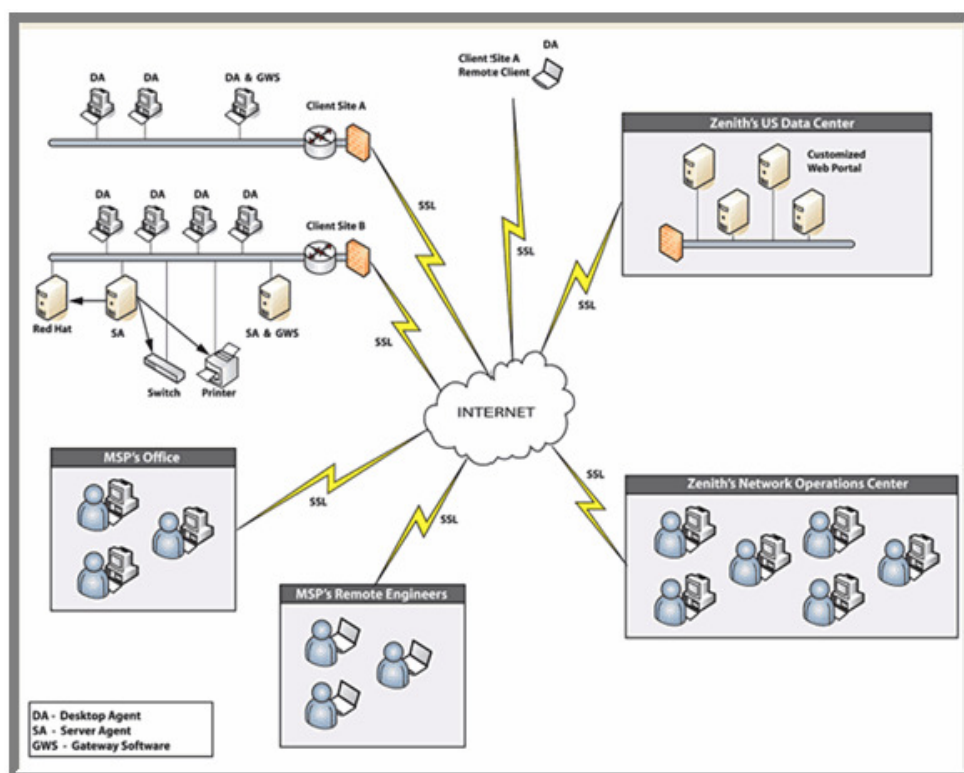 DA
Client Site A
Remote Client
DA
DA
DA & GWS
Client Site A
Zenith's US Data Center
Customized
Web Portal
DA
DA
DA
DA
SSL
SSL
Client Site B
SSL
Red Hat
SA
SA & GWS
SSL
Switch
Printer
INTERNET
MSP's Office
SSL
SSL
SSL
Zenith's Network Operations Center
MSP's Remote Engineers
DA - Desktop Agent
SA - Server Agent
GWS - Gateway Software